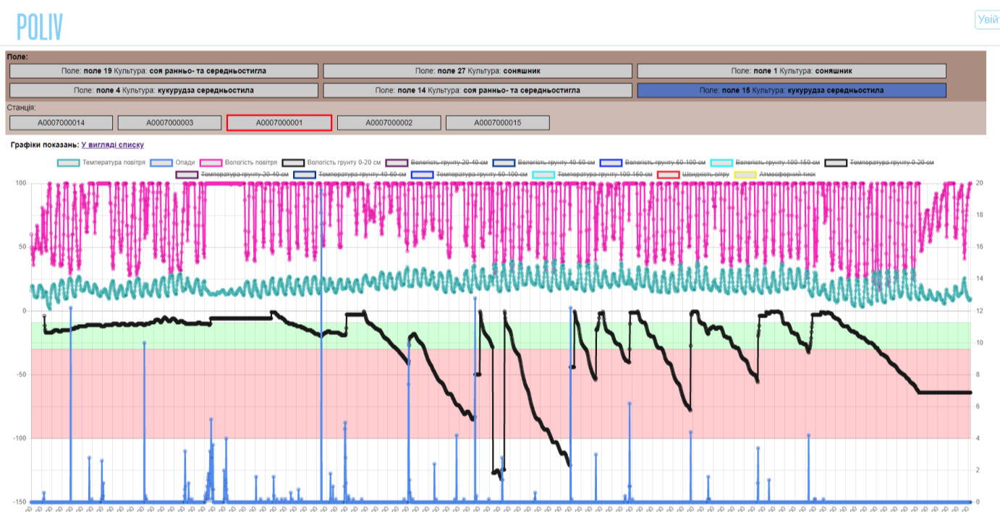 POLIV
Увій
Поле:
Поле: поле 19 Культура: соя ранньо- та середньостигла
Поле: поле 27 Культура: соняшник
Поле: поле 1 Культура: соняшник
Поле: поле 4 Культура: кукурудза середньостила
Поле: поле 14 Культура: соя ранньо- та середньостигла
Поле: поле 15 Культура: кукурудза середньостила
Станція:
A0007000014 A0007000003 A0007000001 A0007000002 A0007000015
Графіки показань: У вигляді списку
Температура повітря Опади Вологість повітря Вологість грунту 0-20 см Вологість грунту 20-40 см Вологість грунту 40-60 см Вологість грунту 60-100 см Вологість грунту 100-150 см Температура грунту 0-20 см
Температура грунту 20-40 см Температура грунту 40-60 см Температура грунту 60-100 см Температура грунту 100-150 см Швидкість вітру Атмосферний тиск
100 20
18
50 16
14
0 12
10
-50 8
6
-100 4
2
-150 0